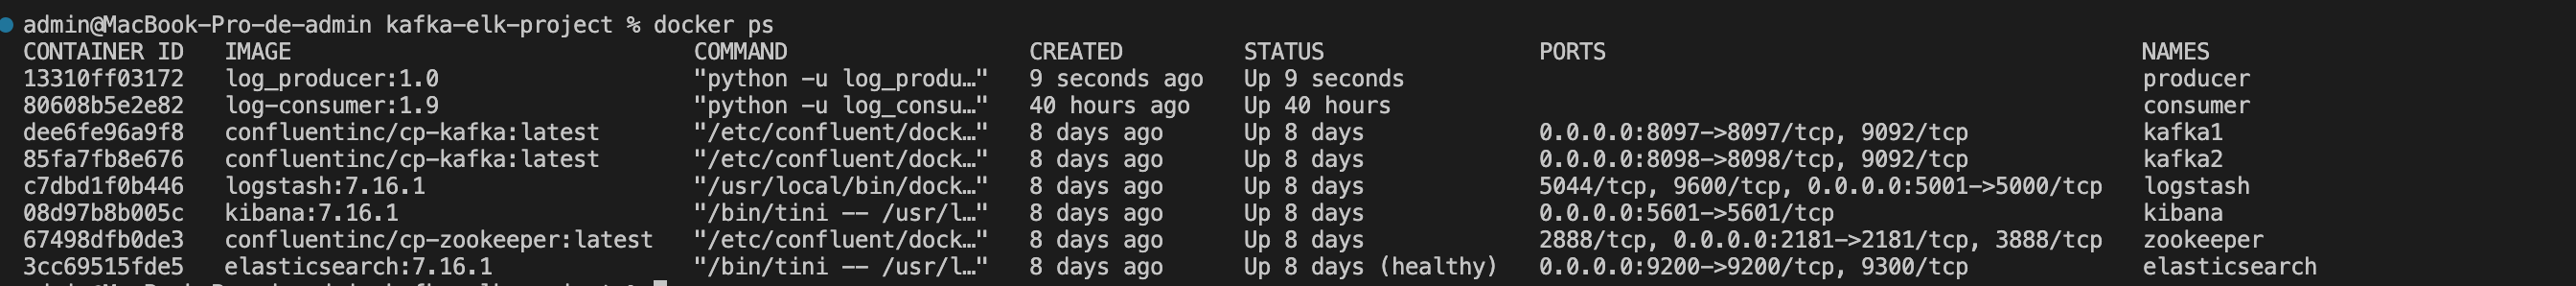 admin@MacBook-Pro-de-admin kafka-elk-project % docker ps
CONTAINER ID   IMAGE                             COMMAND                  CREATED         STATUS                PORTS                                      NAMES
13310ff03172   log_producer:1.0                  "python -u log_produ…"   9 seconds ago   Up 9 seconds                                                     producer
80608b5e2e82   log-consumer:1.9                  "python -u log_consu…"   40 hours ago    Up 40 hours                                                      consumer
dee6fe96a9f8   confluentinc/cp-kafka:latest      "/etc/confluent/dock…"   8 days ago      Up 8 days             0.0.0.0:8097->8097/tcp, 9092/tcp           kafka1
85fa7fb8e676   confluentinc/cp-kafka:latest      "/etc/confluent/dock…"   8 days ago      Up 8 days             0.0.0.0:8098->8098/tcp, 9092/tcp           kafka2
c7dbd1f0b446   logstash:7.16.1                   "/usr/local/bin/dock…"   8 days ago      Up 8 days             5044/tcp, 9600/tcp, 0.0.0.0:5001->5000/tcp   logstash
08d97b8b005c   kibana:7.16.1                     "/bin/tini -- /usr/l…"   8 days ago      Up 8 days             0.0.0.0:5601->5601/tcp                     kibana
67498dfb0de3   confluentinc/cp-zookeeper:latest   "/etc/confluent/dock…"   8 days ago      Up 8 days             2888/tcp, 0.0.0.0:2181->2181/tcp, 3888/tcp   zookeeper
3cc69515fde5   elasticsearch:7.16.1              "/bin/tini -- /usr/l…"   8 days ago      Up 8 days (healthy)   0.0.0.0:9200->9200/tcp, 9300/tcp           elasticsearch